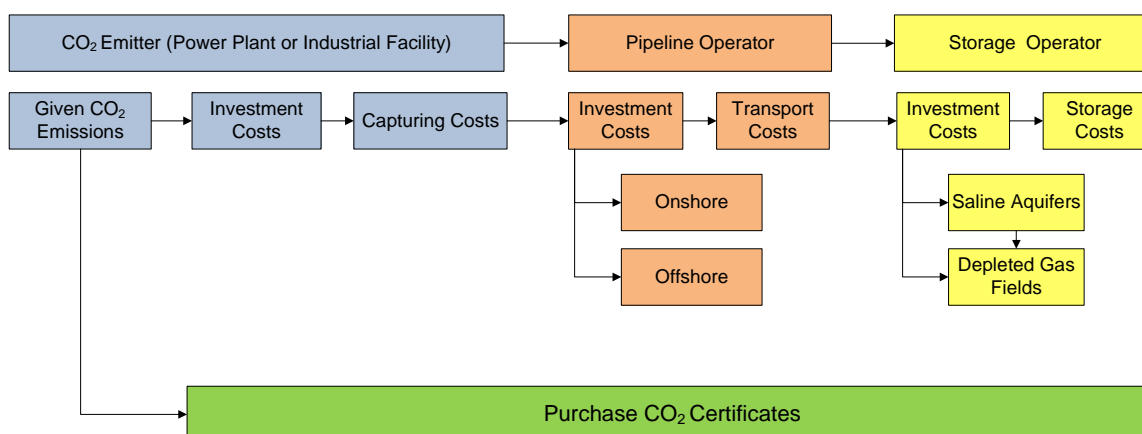 CO₂ Emitter (Power Plant or Industrial Facility)
Pipeline Operator
Storage Operator
Given CO₂
Emissions
Investment
Costs
Capturing Costs
Investment
Costs
Transport
Costs
Investment
Costs
Storage
Costs
Onshore
Saline Aquifers
Offshore
Depleted Gas
Fields
Purchase CO₂ Certificates